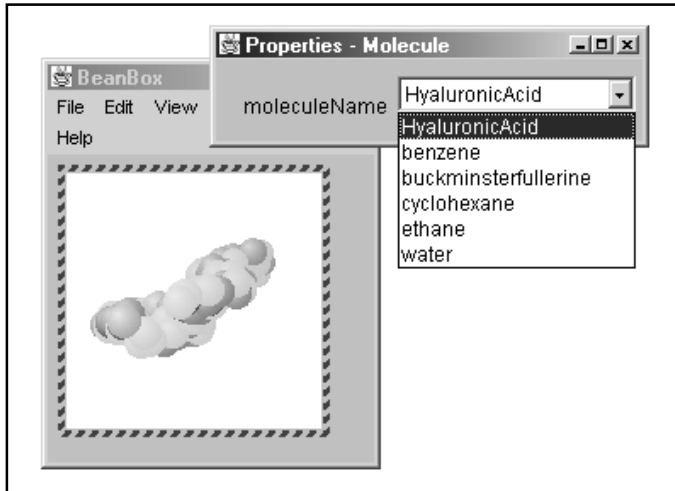 Properties - Molecule
BeanBox
File Edit View
Help
moleculeName HyaluronicAcid
HyaluronicAcid
benzene
buckminsterfullerine
cyclohexane
ethane
water